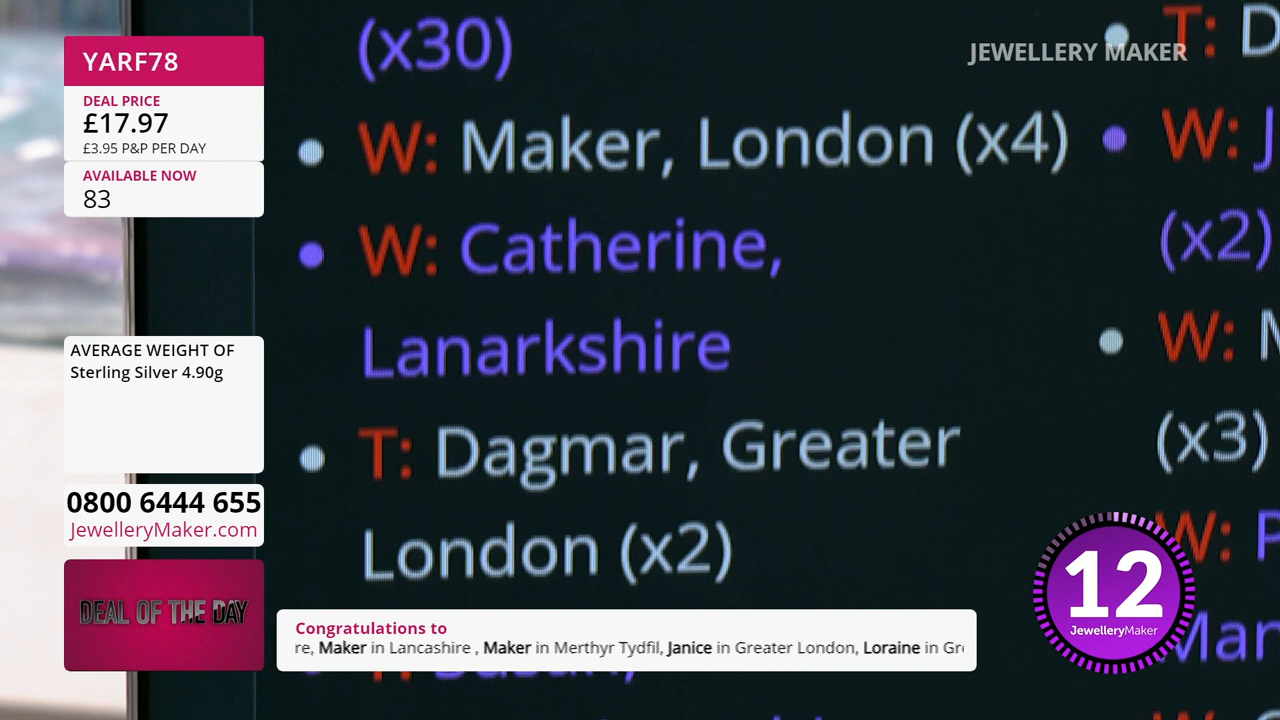 YARF78
DEAL PRICE
£17.97
£3.95 P&P PER DAY
AVAILABLE NOW
83
AVERAGE WEIGHT OF
Sterling Silver 4.90g
0800 6444 655
JewelleryMaker.com
DEAL OF THE DAY
(x30)
W: Maker, London (x4)
W: Catherine,
Lanarkshire
T: Dagmar, Greater
London (x2)
JEWELLERY MAKER
T: D
W: J
(x2)
W:
(x3)
W: P
Congratulations to
re, Maker in Lancashire , Maker in Merthyr Tydfil, Janice in Greater London, Loraine in Gr
12
JewelleryMaker